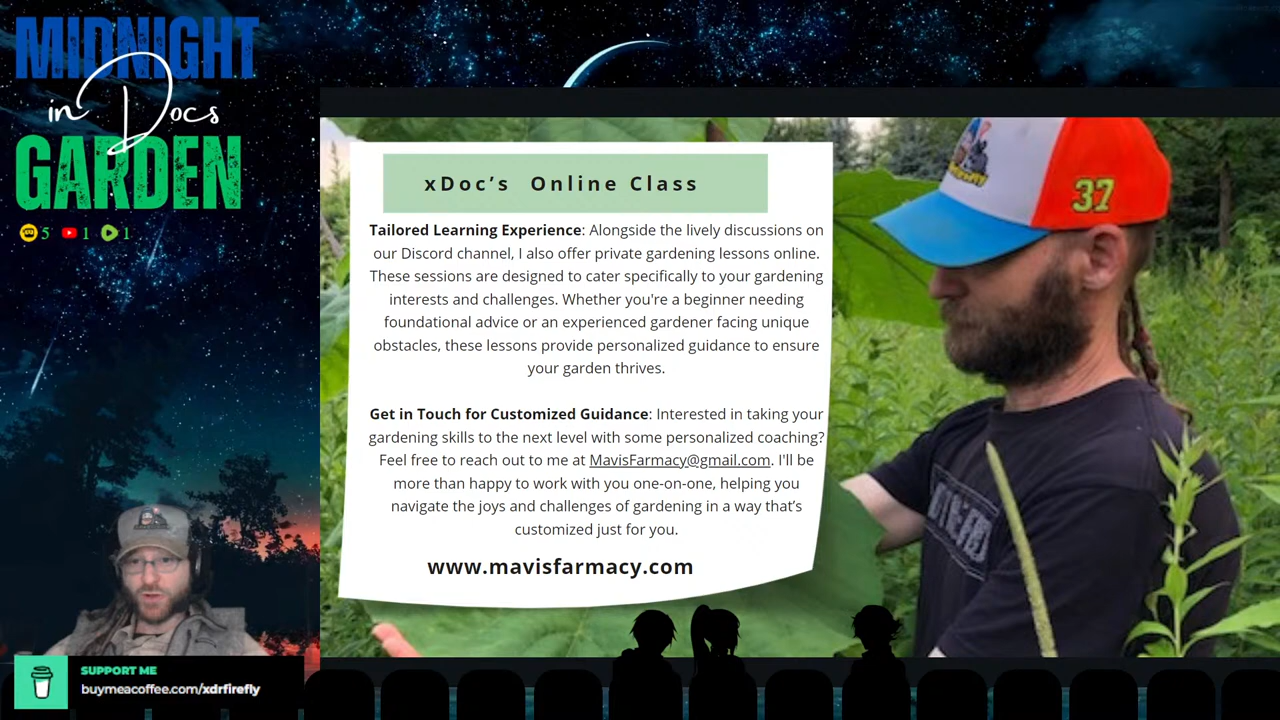 MIDNIGHT
in Docs
GARDEN
5 1 1
xDoc’s Online Class
Tailored Learning Experience: Alongside the lively discussions on
our Discord channel, I also offer private gardening lessons online.
These sessions are designed to cater specifically to your gardening
interests and challenges. Whether you're a beginner needing
foundational advice or an experienced gardener facing unique
obstacles, these lessons provide personalized guidance to ensure
your garden thrives.
Get in Touch for Customized Guidance: Interested in taking your
gardening skills to the next level with some personalized coaching?
Feel free to reach out to me at MavisFarmacy@gmail.com. I'll be
more than happy to work with you one-on-one, helping you
navigate the joys and challenges of gardening in a way that’s
customized just for you.
www.mavisfarmacy.com
37
SUPPORT ME
buymeacoffee.com/xdrfirefly